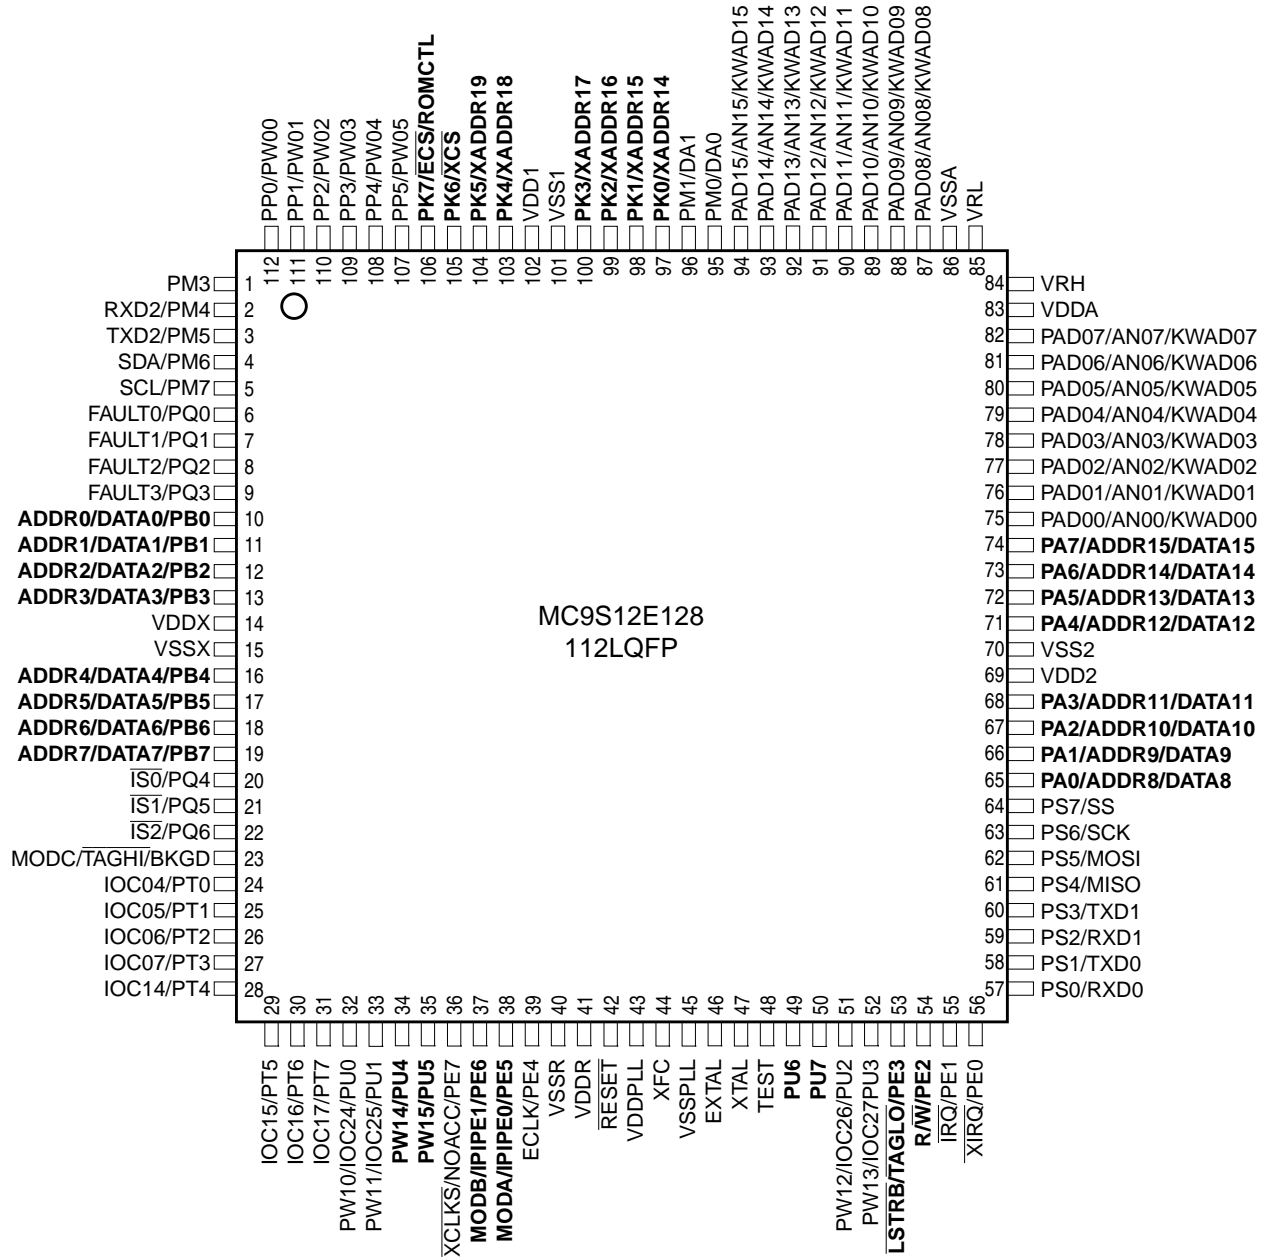 PP0/PW00
PP1/PW01
PP2/PW02
PP3/PW03
PP4/PW04
PP5/PW05
PK7/ECS/ROMCTL
PK6/XCS
PK5/XADDR19
PK4/XADDR18
VDD1
VSS1
PK3/XADDR17
PK2/XADDR16
PK1/XADDR15
PK0/XADDR14
PM1/DA1
PM0/DA0
PAD15/AN15/KWAD15
PAD14/AN14/KWAD14
PAD13/AN13/KWAD13
PAD12/AN12/KWAD12
PAD11/AN11/KWAD11
PAD10/AN10/KWAD10
PAD09/AN09/KWAD09
PAD08/AN08/KWAD08
VSSA
VRL
112
111
110
109
108
107
106
105
104
103
102
101
100
99
98
97
96
95
94
93
92
91
90
89
88
87
86
85
PM3 1
RXD2/PM4 2
TXD2/PM5 3
SDA/PM6 4
SCL/PM7 5
FAULT0/PQ0 6
FAULT1/PQ1 7
FAULT2/PQ2 8
FAULT3/PQ3 9
ADDR0/DATA0/PB0 10
ADDR1/DATA1/PB1 11
ADDR2/DATA2/PB2 12
ADDR3/DATA3/PB3 13
VDDX 14
VSSX 15
ADDR4/DATA4/PB4 16
ADDR5/DATA5/PB5 17
ADDR6/DATA6/PB6 18
ADDR7/DATA7/PB7 19
IS0/PQ4 20
IS1/PQ5 21
IS2/PQ6 22
MODC/TAGHI/BKGD 23
IOC04/PT0 24
IOC05/PT1 25
IOC06/PT2 26
IOC07/PT3 27
IOC14/PT4 28
MC9S12E128
112LQFP
84 VRH
83 VDDA
82 PAD07/AN07/KWAD07
81 PAD06/AN06/KWAD06
80 PAD05/AN05/KWAD05
79 PAD04/AN04/KWAD04
78 PAD03/AN03/KWAD03
77 PAD02/AN02/KWAD02
76 PAD01/AN01/KWAD01
75 PAD00/AN00/KWAD00
74 PA7/ADDR15/DATA15
73 PA6/ADDR14/DATA14
72 PA5/ADDR13/DATA13
71 PA4/ADDR12/DATA12
70 VSS2
69 VDD2
68 PA3/ADDR11/DATA11
67 PA2/ADDR10/DATA10
66 PA1/ADDR9/DATA9
65 PA0/ADDR8/DATA8
64 PS7/SS
63 PS6/SCK
62 PS5/MOSI
61 PS4/MISO
60 PS3/TXD1
59 PS2/RXD1
58 PS1/TXD0
57 PS0/RXD0
29
30
31
32
33
34
35
36
37
38
39
40
41
42
43
44
45
46
47
48
49
50
51
52
53
54
55
56
IOC15/PT5
IOC16/PT6
IOC17/PT7
PW10/IOC24/PU0
PW11/IOC25/PU1
PW14/PU4
PW15/PU5
XCLKS/NOACC/PE7
MODB/IPIPE1/PE6
MODA/IPIPE0/PE5
ECLK/PE4
VSSR
VDDR
RESET
VDDPLL
XFC
VSSPLL
EXTAL
XTAL
TEST
PU6
PU7
PW12/IOC26/PU2
PW13/IOC27PU3
LSTRB/TAGLO/PE3
R/W/PE2
IRQ/PE1
XIRQ/PE0